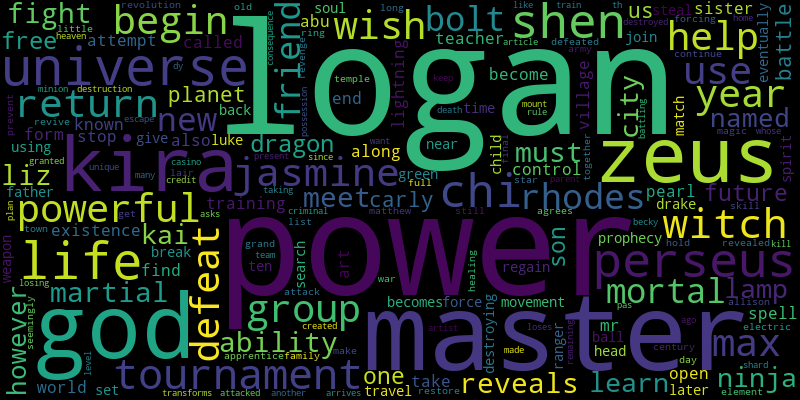 logan
power
master
god
kira
zeus
universe
shen
life
perseus
tournament
chi
rhodes
jasmine
return
begin
wish
bolt
help
use
year
fight
friend
powerful
defeat
group
ability
martial
witch
mortal
max
ninja
lamp
learn
reveals
however
dragon
planet
new
free
liz
kai
meet
carly
must
city
named
us
battle
future
son
one
existence
training
teacher
become
along
lightning
village
abu
called
attempt
sister
join
match
control
near
green
child
pearl
drake
prophecy
spirit
spell
open
later
travel
take
set
world
find
break
form
stop
known
using
father
weapon
give
also
luke
back
end
time
soul
search
ten
art
regain
becomes
force
movement
destroying
ranger
mr
ball
head
eventually
steal
magic
whose
element
electric
shard
century
ago
day
made
loses
artist
apprentice
family
created
attack
grand
team
list
criminal
matthew
still
agrees
asks
get
many
unique
casino
lair
credit
present
since
taking
full
star
skill
revealed
kill
hold
becky
allison
remaining
healing
war
make
arrives
restore
another
attacked
transforms
level
seemingly
losing
town
plan
granted
revive
minion
destruction
escape
prevent
temple
possession
revenge
consequence
ring
old
long
article
defeated
death
mount
rule
keep
want
army
forcing
continue
destroyed
home
like
train
th
revolution
little
heaven
dy
final
parent
together
battling
pas